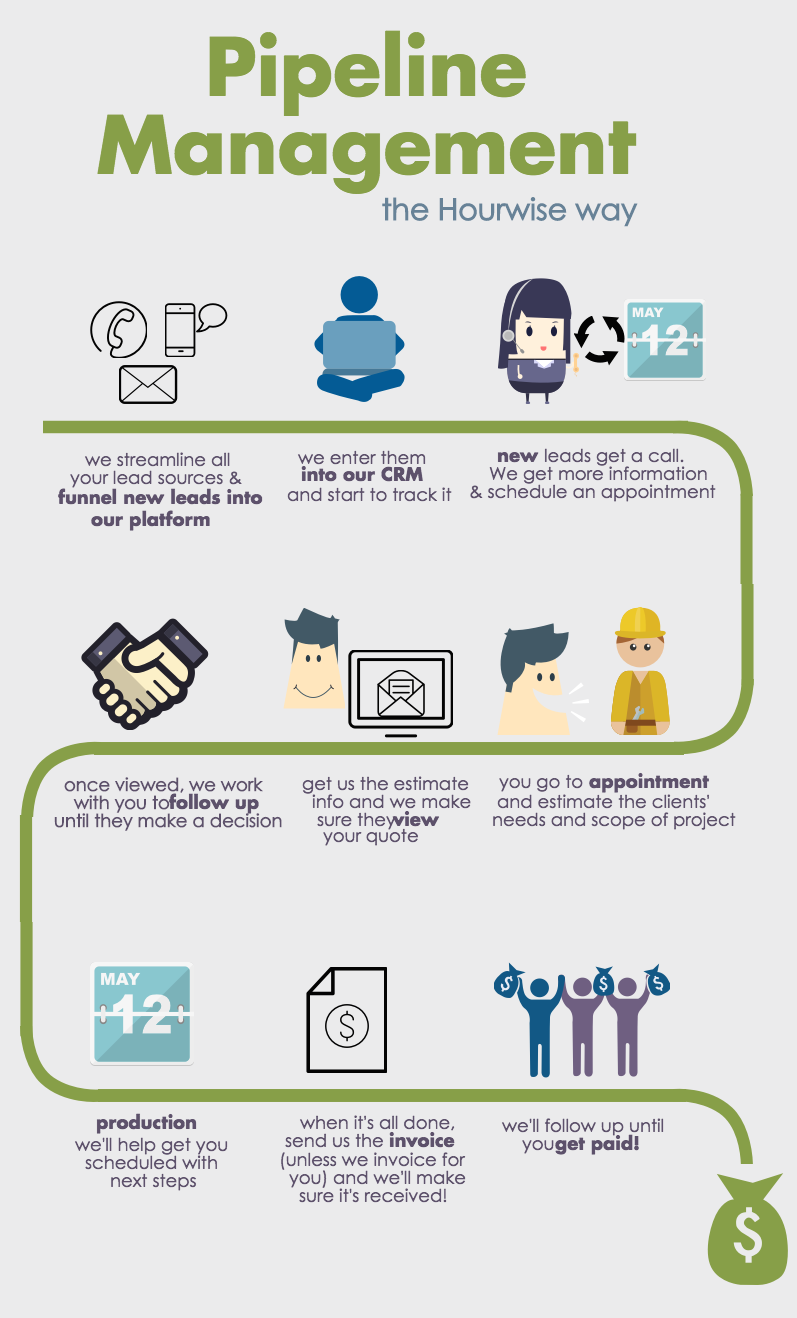 Pipeline
Management
the Hourwise way
MAY
12
we streamline all
your lead sources &
funnel new leads into
our platform
we enter them
into our CRM
and start to track it
new leads get a call.
We get more information
& schedule an appointment
once viewed, we work
with you tofollow up
until they make a decision
get us the estimate
info and we make
sure theyview
your quote
you go to appointment
and estimate the clients'
needs and scope of project
MAY
12
$
$
$
$
production
we'll help get you
scheduled with
next steps
when it's all done,
send us the invoice
(unless we invoice for
you) and we'll make
sure it's received!
we'll follow up until
youget paid!
$